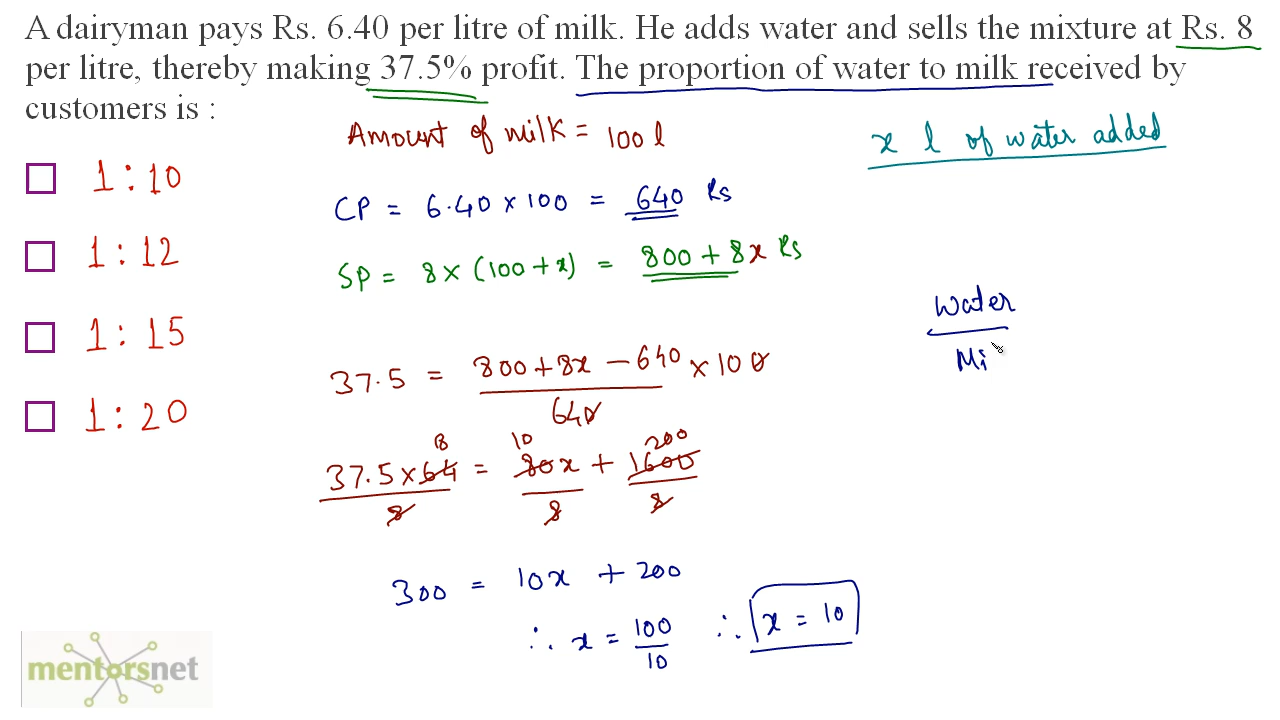 A dairyman pays Rs. 6.40 per litre of milk. He adds water and sells the mixture at Rs. 8
per litre, thereby making 37.5% profit. The proportion of water to milk received by
customers is :
Amount of milk = 100 l
x l of water added
1 : 10
1 : 12
1 : 15
1 : 20
CP = 6.40 x 100 = 640 Rs
SP = 8 x (100 + x) = 800 + 8x Rs
Water
Mi
37.5 = 800 + 8x - 640 x 100
640
8 10 200
37.5 x 64 = 80x + 1600
8 8 8
300 = 10x + 200
∴ x = 100 ∴ x = 10
10
mentorsnet